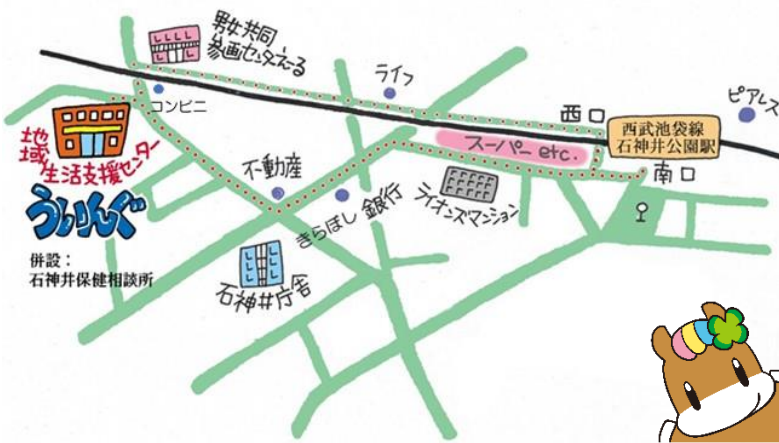 男女共同
参画センターえーる
コンビニ
ライフ
西口
西武池袋線
石神井公園駅
ピアレス
南口
スーパー etc.
ライオンズマンション
不動産
きらぼし 銀行
石神井庁舎
地域生活支援センター
ういんぐ
併設：
石神井保健相談所